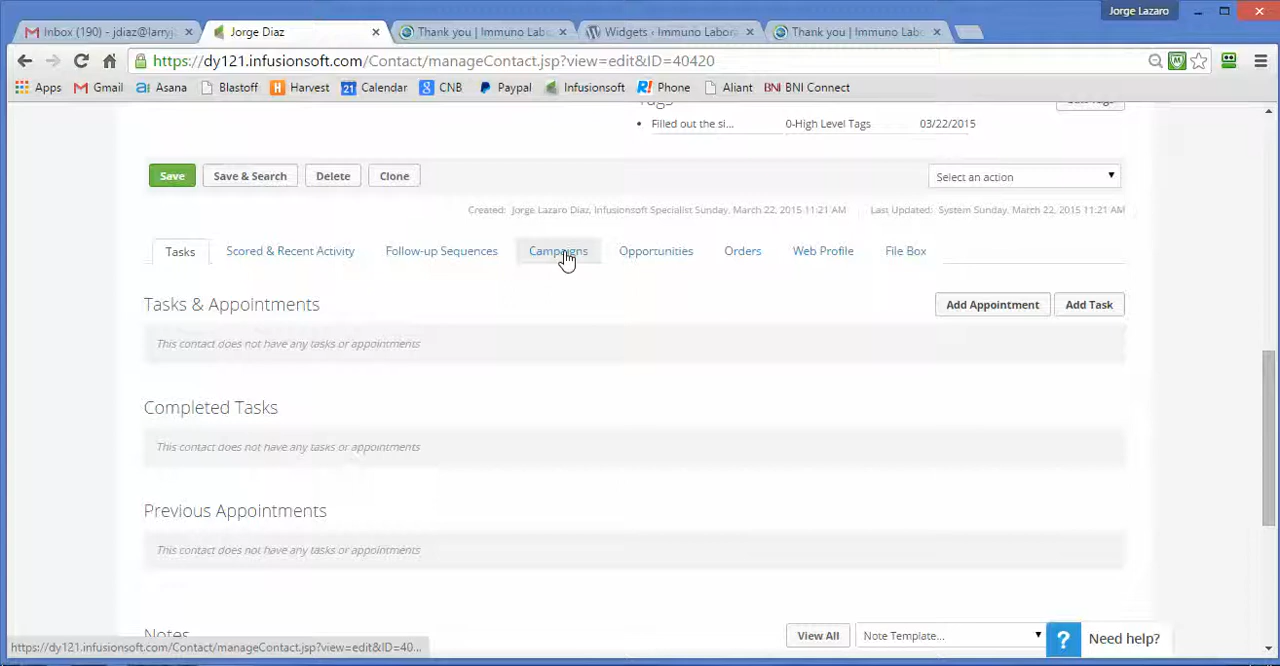 Jorge Lazaro
Inbox (190) - jdiaz@larryj
Jorge Diaz
Thank you | Immuno Lab
Widgets ‹ Immuno Labora
Thank you | Immuno Lab
https://dy121.infusionsoft.com/Contact/manageContact.jsp?view=edit&ID=40420
Apps Gmail Asana Blastoff Harvest Calendar CNB Paypal Infusionsoft Phone Aliant BNI Connect
Tags
• Filled out the si... 0-High Level Tags 03/22/2015
Save Save & Search Delete Clone Select an action
Created: Jorge Lazaro Diaz, Infusionsoft Specialist Sunday, March 22, 2015 11:21 AM Last Updated: System Sunday, March 22, 2015 11:21 AM
Tasks Scored & Recent Activity Follow-up Sequences Campaigns Opportunities Orders Web Profile File Box
Tasks & Appointments Add Appointment Add Task
This contact does not have any tasks or appointments
Completed Tasks
This contact does not have any tasks or appointments
Previous Appointments
This contact does not have any tasks or appointments
Notes View All Note Template... ? Need help?
https://dy121.infusionsoft.com/Contact/manageContact.jsp?view=edit&ID=40...